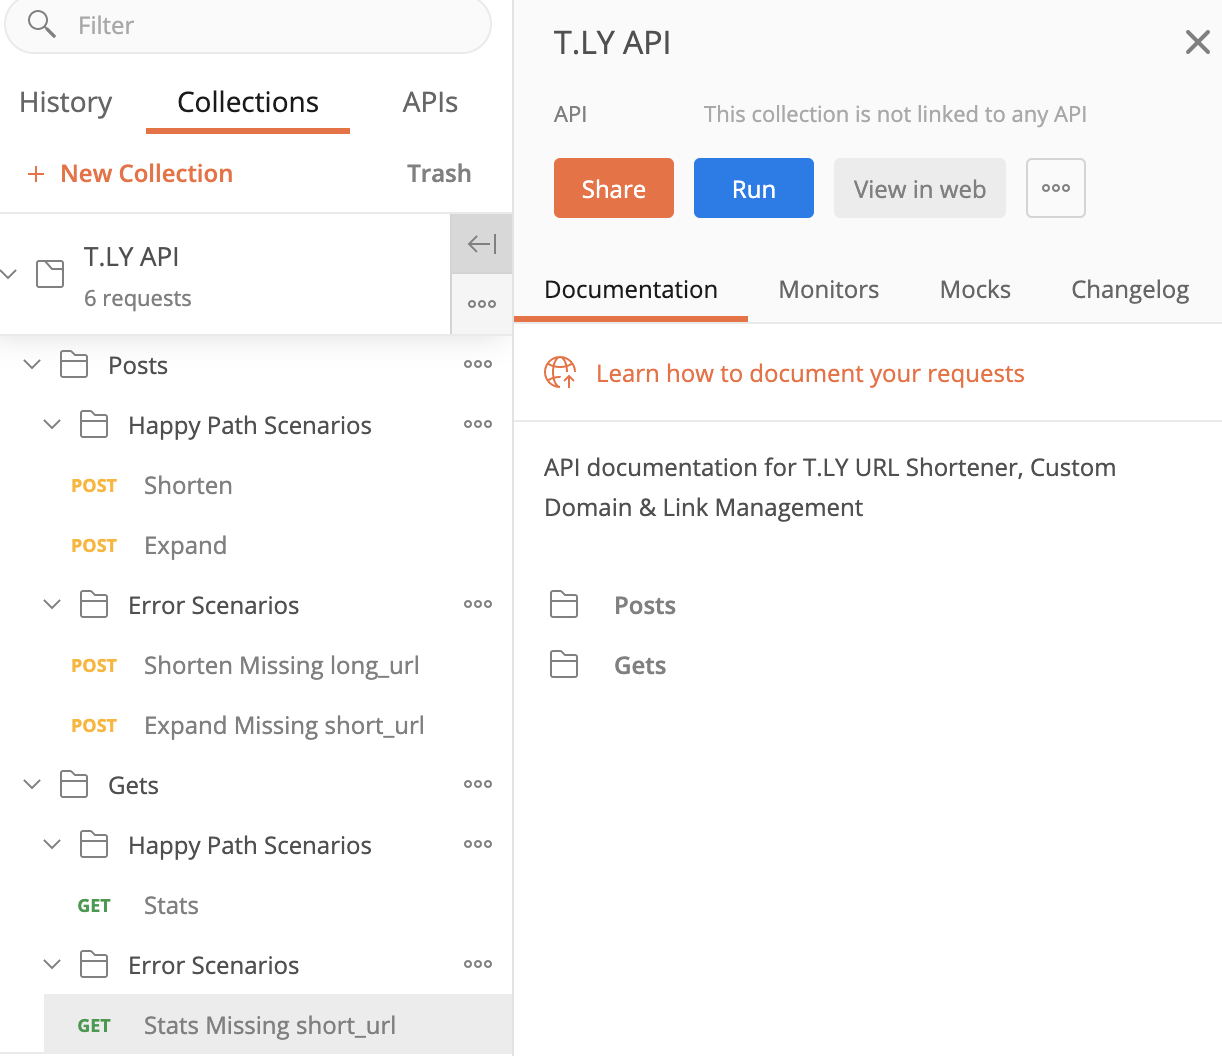 Filter
History
Collections
APIs
+ New Collection
Trash
T.LY API
6 requests
Posts
Happy Path Scenarios
POST Shorten
POST Expand
Error Scenarios
POST Shorten Missing long_url
POST Expand Missing short_url
Gets
Happy Path Scenarios
GET Stats
Error Scenarios
GET Stats Missing short_url
T.LY API
API
This collection is not linked to any API
Share
Run
View in web
Documentation
Monitors
Mocks
Changelog
Learn how to document your requests
API documentation for T.LY URL Shortener, Custom
Domain & Link Management
Posts
Gets